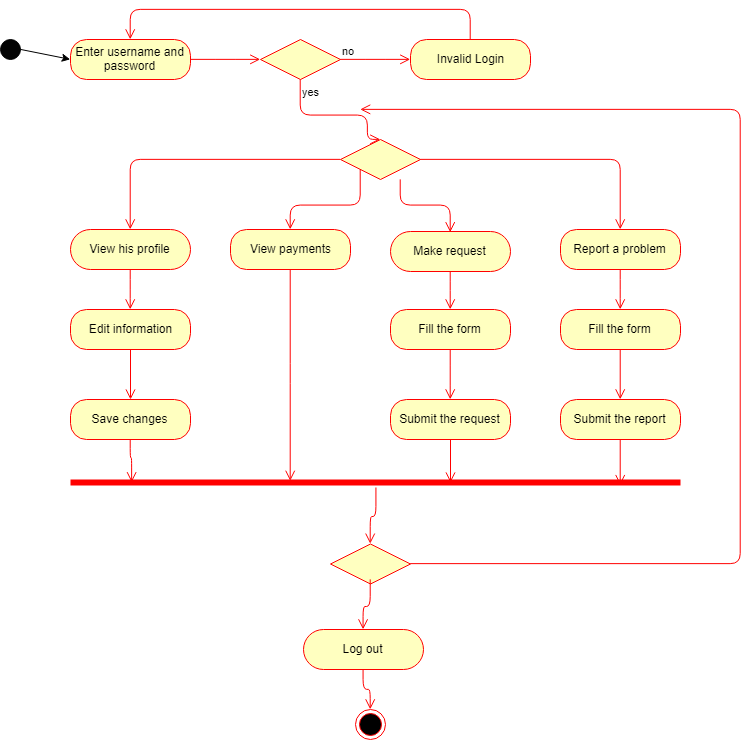 Enter username and
password
no
Invalid Login
yes
View his profile
View payments
Make request
Report a problem
Edit information
Fill the form
Fill the form
Save changes
Submit the request
Submit the report
Log out